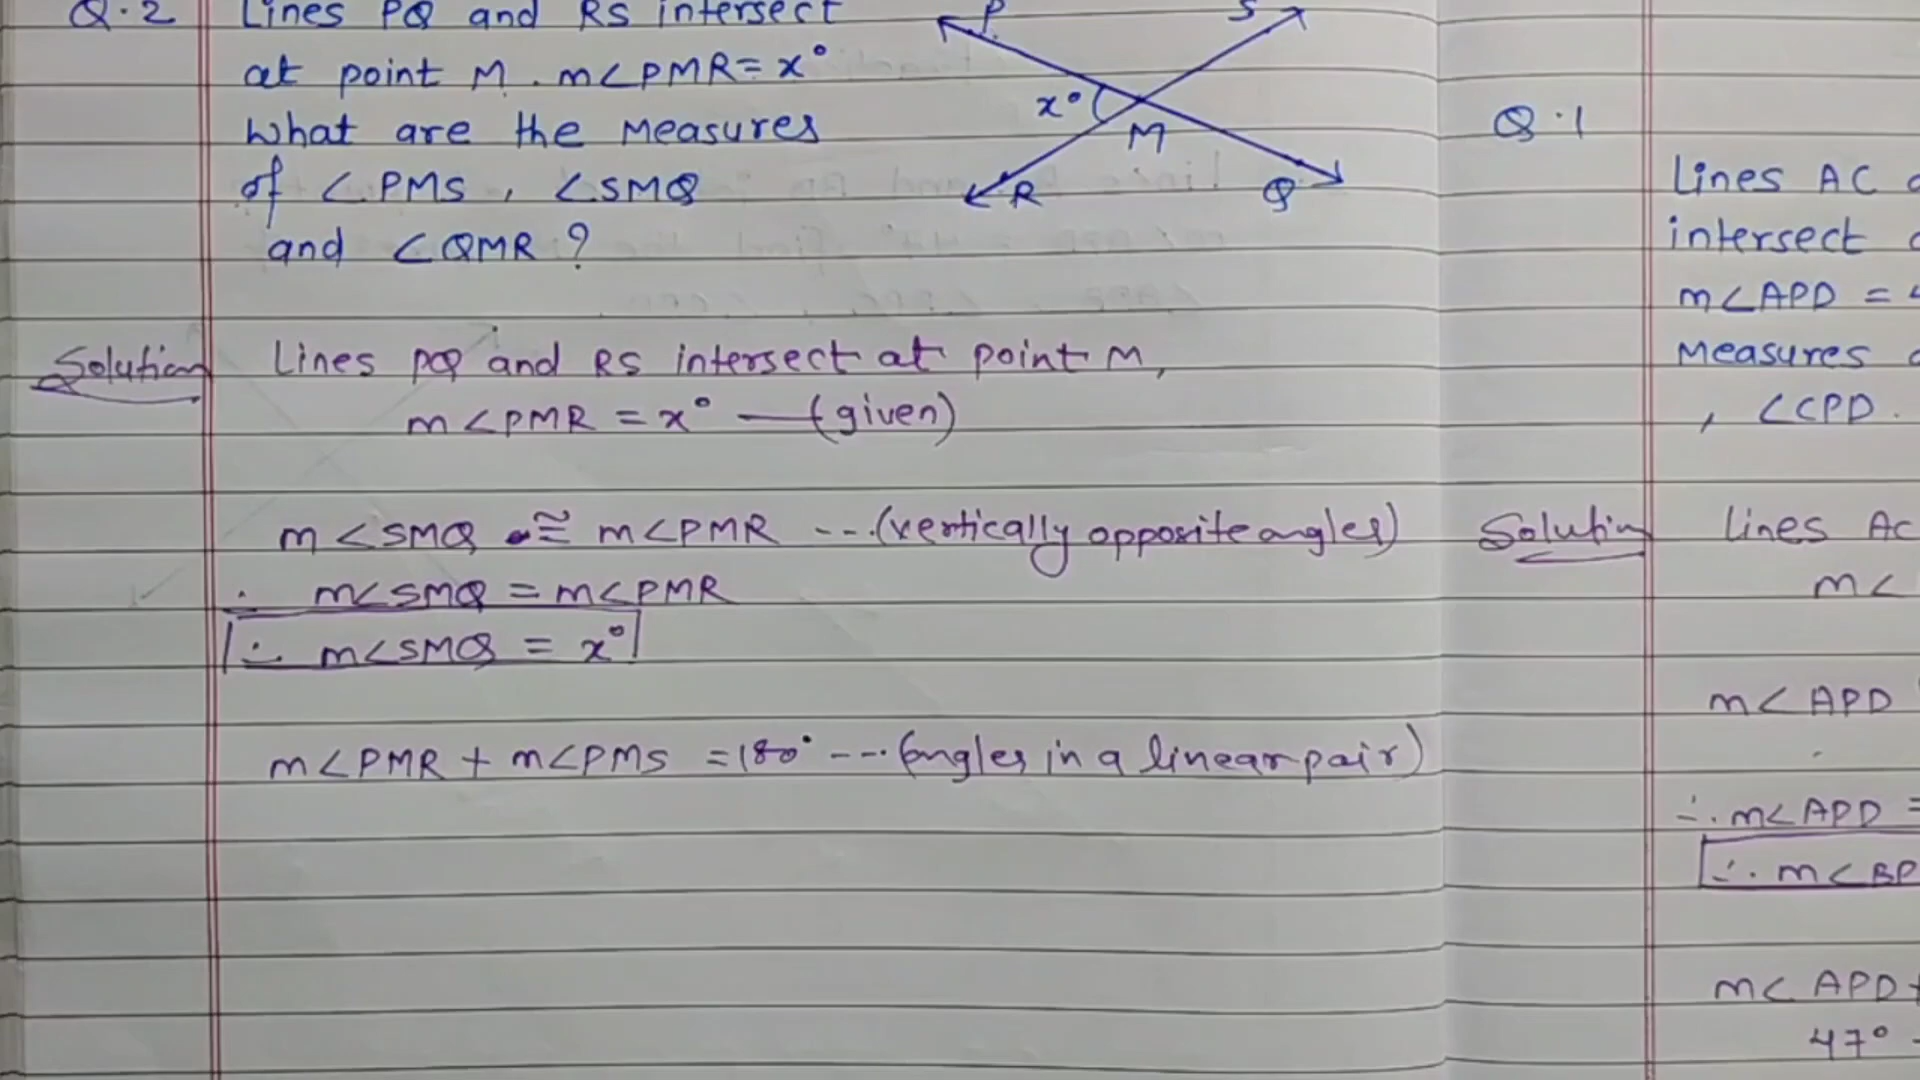 Q.2 Lines PQ and RS intersect
at point M. m∠PMR = x°
What are the measures
of ∠PMS, ∠SMQ
and ∠QMR ?
P S
x°
M
R Q
Solution Lines PQ and RS intersect at point M,
m∠PMR = x° — (given)
m∠SMQ ≅ m∠PMR --- (vertically opposite angles)
∴ m∠SMQ = m∠PMR
∴ m∠SMQ = x°
m∠PMR + m∠PMS = 180° --- (angles in a linear pair)
Q.1
Lines AC
intersect
m∠APD =
Measures
, ∠CPD.
Solution Lines AC
m∠
m∠APD
∴ m∠APD =
∴ m∠BP
m∠APD +
47°